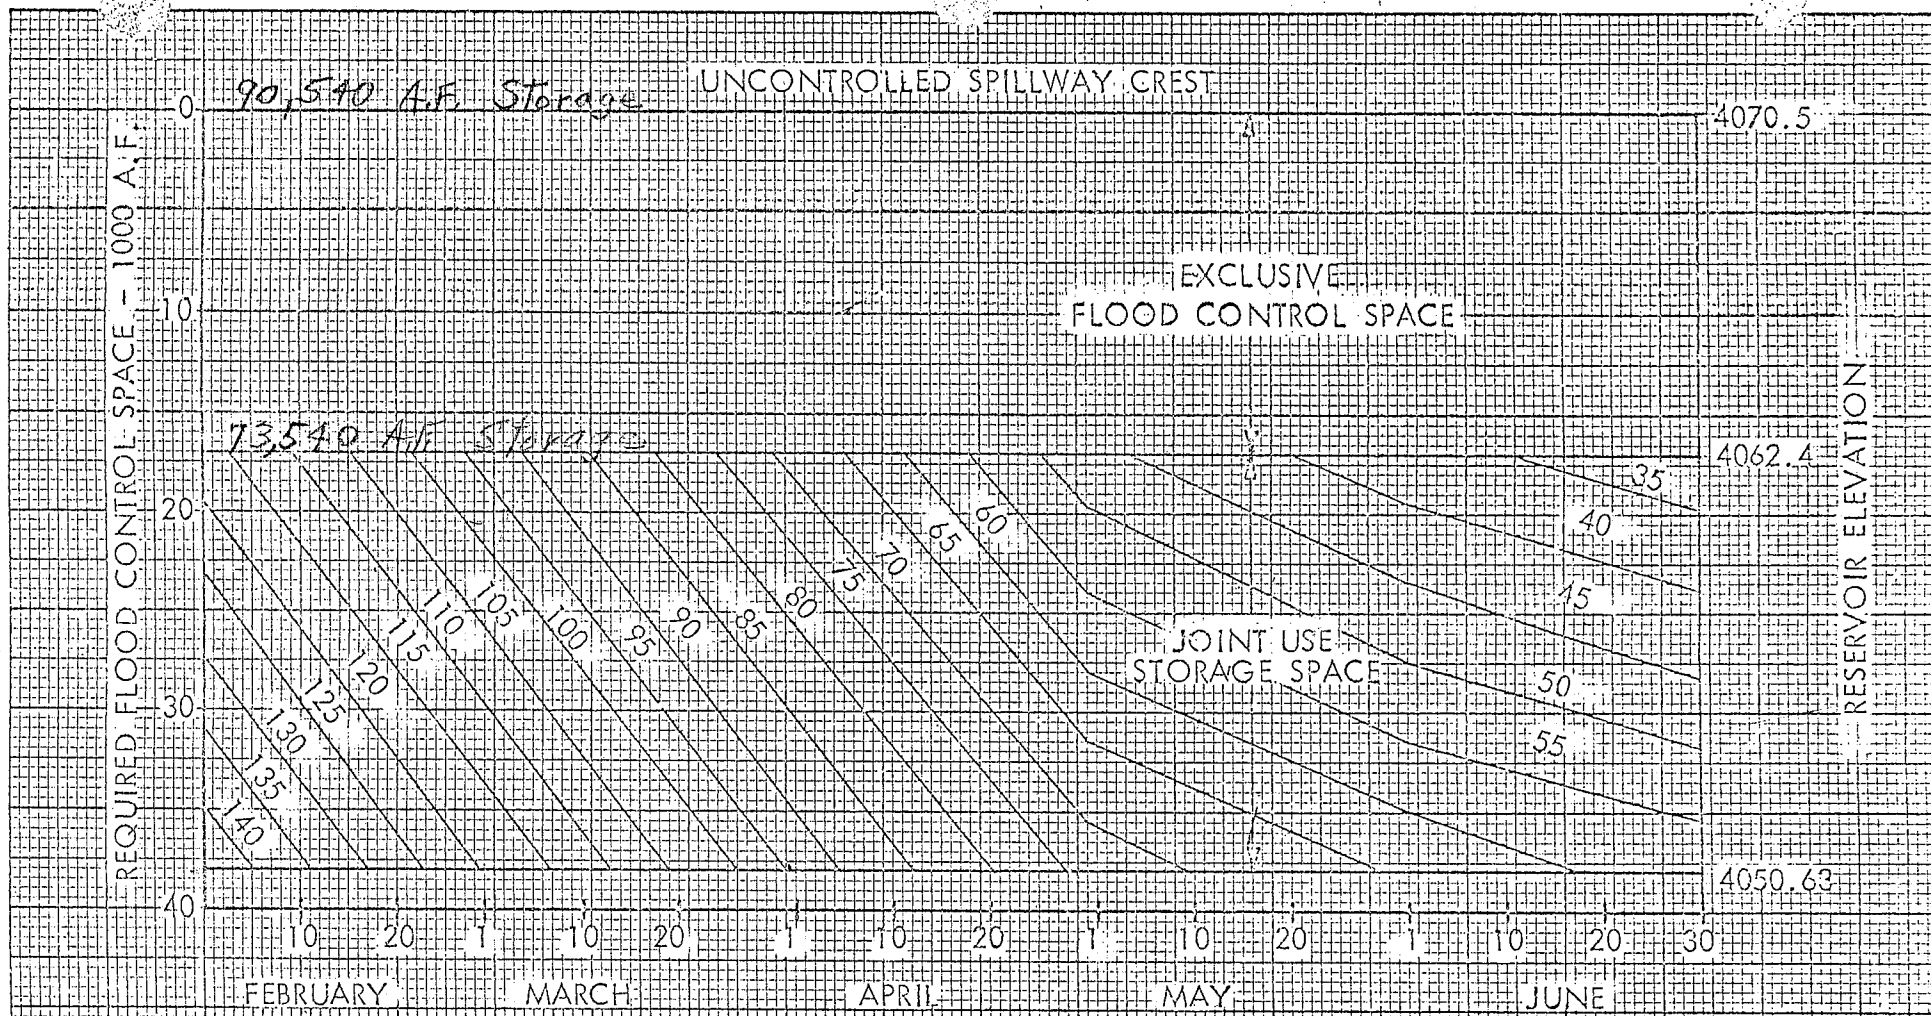 90,540 A.F. Storage
UNCONTROLLED SPILLWAY CREST
0
4070.5
REQUIRED FLOOD CONTROL SPACE - 1000 A.F.
10
EXCLUSIVE
FLOOD CONTROL SPACE
RESERVOIR ELEVATION
73,540 A.F. Storage
4062.4
20
30
40
35
40
45
50
55
60
65
70
75
80
85
90
95
100
105
110
115
120
125
130
135
140
JOINT USE
STORAGE SPACE
4050.63
10 20 1 10 20 1 10 20 1 10 20 1 10 20 30
FEBRUARY MARCH APRIL MAY JUNE